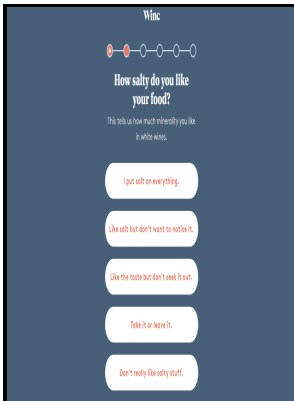 Winc
How salty do you like
your food?
This tells us how much minerality you like
in white wines.
I put salt on everything.
Like salt but don't want to notice it.
Like the taste but don't seek it out.
Take it or leave it.
Don't really like salty stuff.